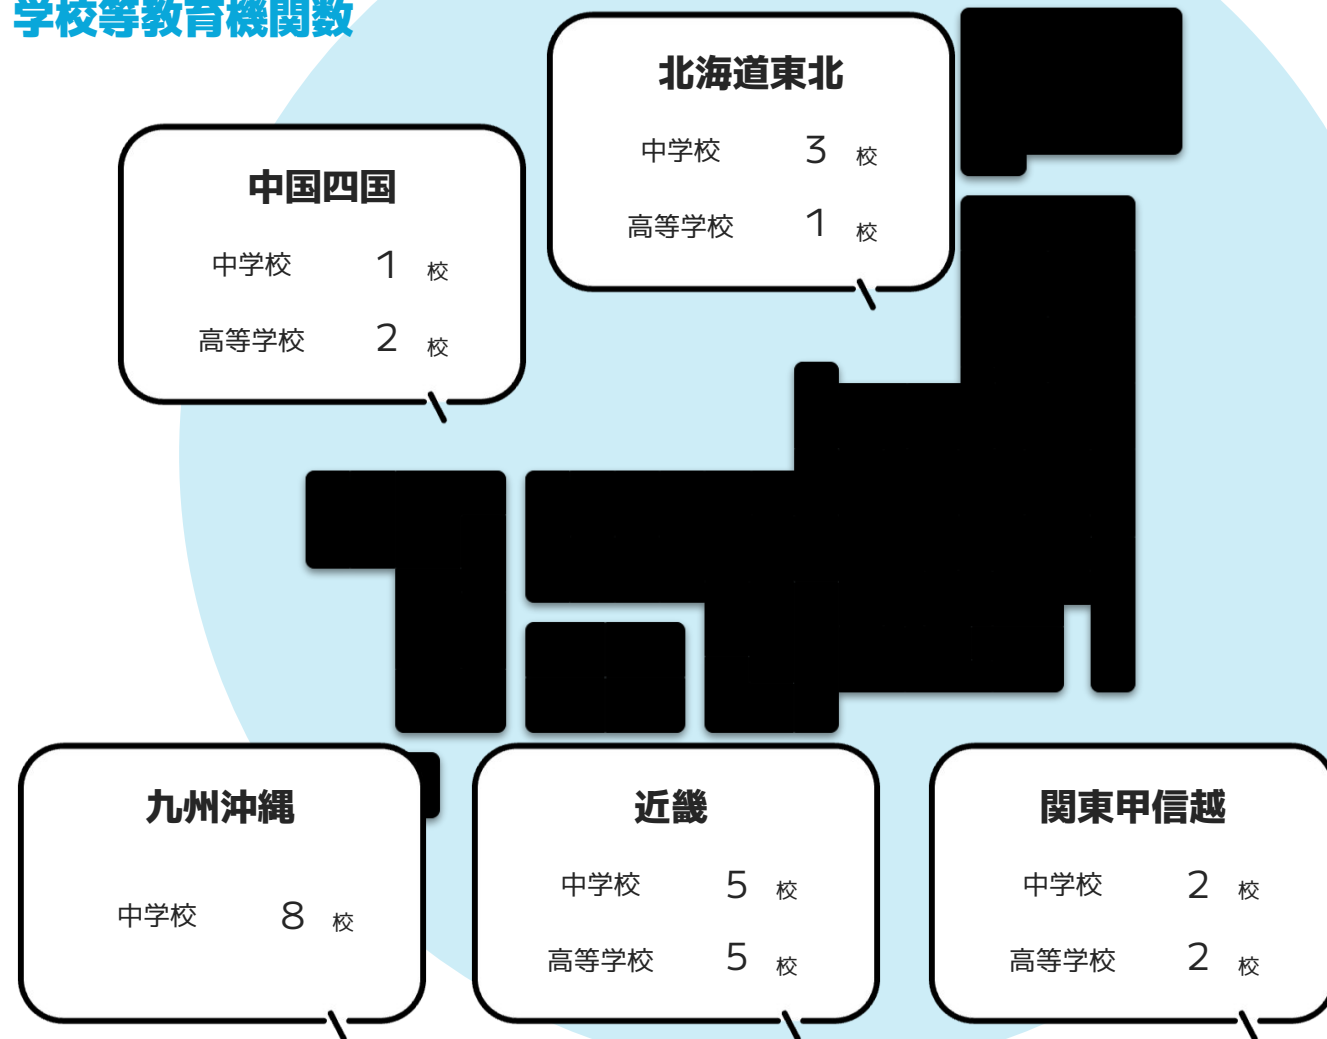 学校等教育機関数
北海道東北
中学校 3 校
高等学校 1 校
中国四国
中学校 1 校
高等学校 2 校
九州沖縄
中学校 8 校
近畿
中学校 5 校
高等学校 5 校
関東甲信越
中学校 2 校
高等学校 2 校